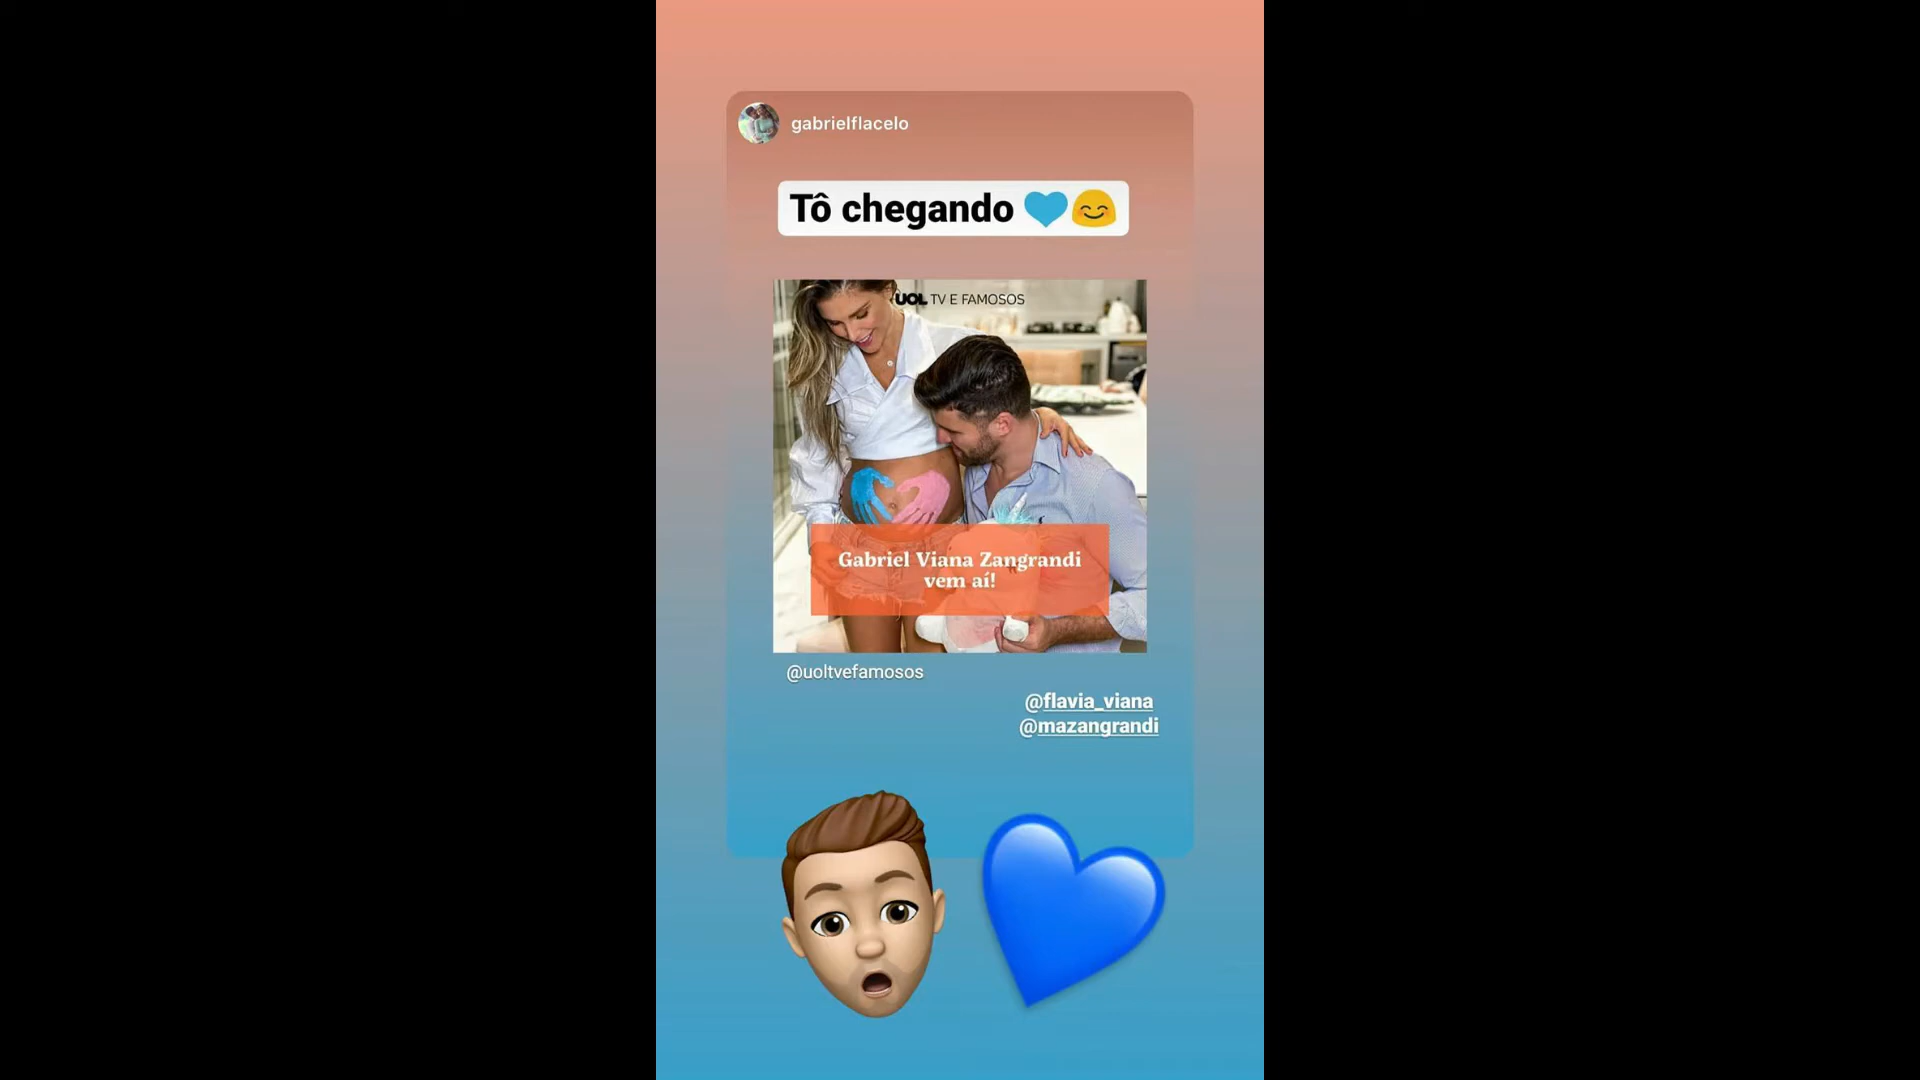 gabrielflacelo
Tô chegando 💙😊
UOL TV E FAMOSOS
Gabriel Viana Zangrandi
vem aí!
@uoltvefamosos
@flavia_viana
@mazangrandi